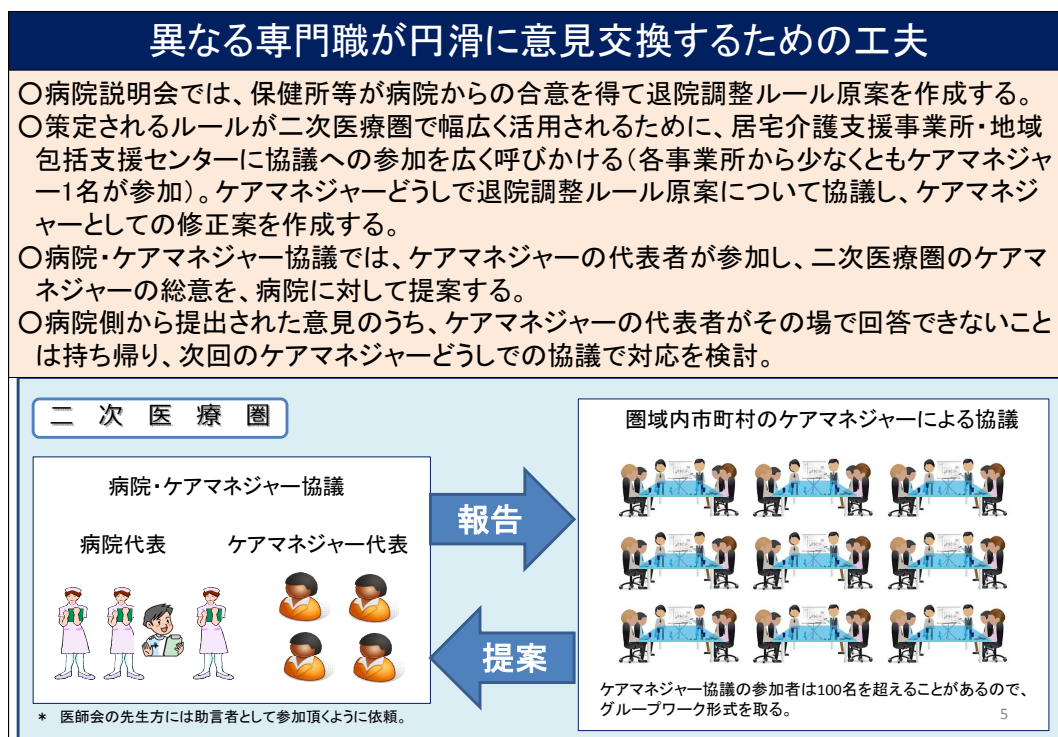 異なる専門職が円滑に意見交換するための工夫
○病院説明会では、保健所等が病院からの合意を得て退院調整ルール原案を作成する。
○策定されるルールが二次医療圏で幅広く活用されるために、居宅介護支援事業所・地域
包括支援センターに協議への参加を広く呼びかける(各事業所から少なくともケアマネジャ
ー1名が参加)。ケアマネジャーどうしで退院調整ルール原案について協議し、ケアマネジ
ャーとしての修正案を作成する。
○病院・ケアマネジャー協議では、ケアマネジャーの代表者が参加し、二次医療圏のケアマ
ネジャーの総意を、病院に対して提案する。
○病院側から提出された意見のうち、ケアマネジャーの代表者がその場で回答できないこと
は持ち帰り、次回のケアマネジャーどうしでの協議で対応を検討。
二 次 医 療 圏
病院・ケアマネジャー協議
病院代表 ケアマネジャー代表
* 医師会の先生方には助言者として参加頂くように依頼。
報告
提案
圏域内市町村のケアマネジャーによる協議
ケアマネジャー協議の参加者は100名を超えることがあるので、
グループワーク形式を取る。
5